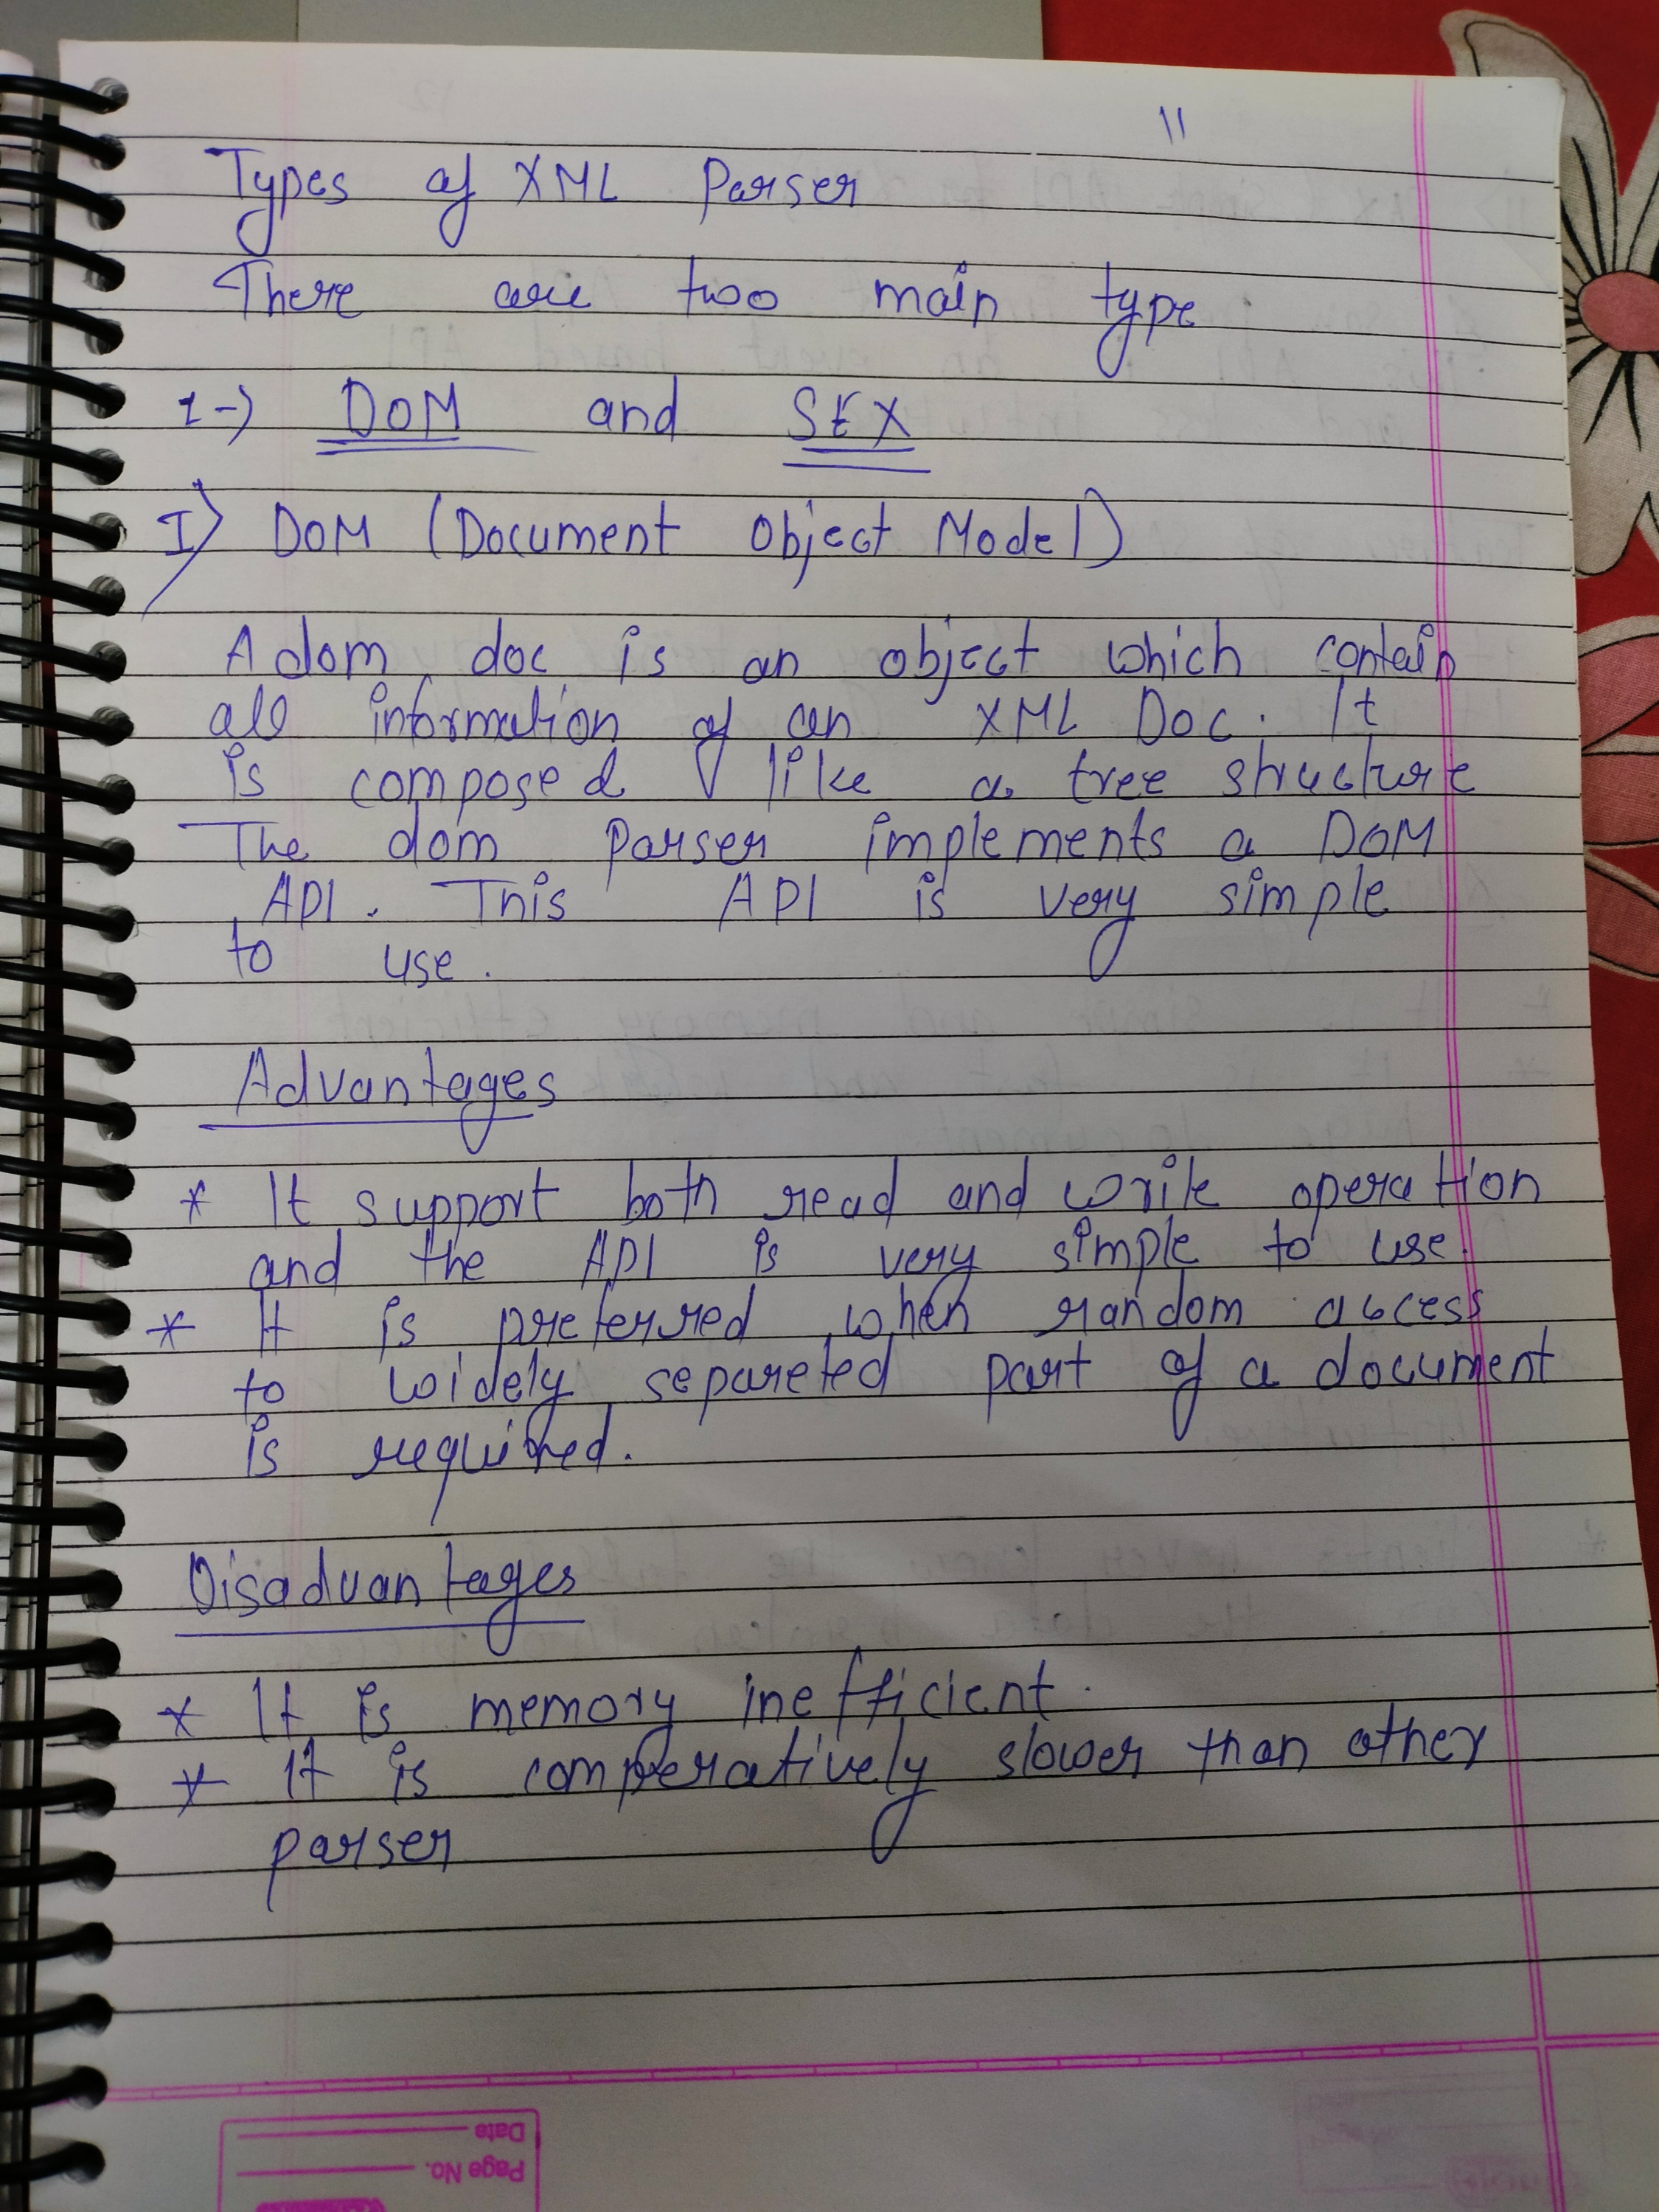 11
Types of XML Parser
There are two main type
1-) DOM and SEX
I) DOM (Document Object Model)
A dom doc is an object which contain
all information of an XML Doc. It
is composed like a tree structure
The dom Parser implements a DOM
API. This API is very simple
to use.
Advantages
* It support both read and write operation
and the API is very simple to use.
* It is preferred when random access
to widely separeted part of a document
is required.
Disadvantages
* It is memory inefficient.
* It is comperatively slower than other
parser
Date
Page No.